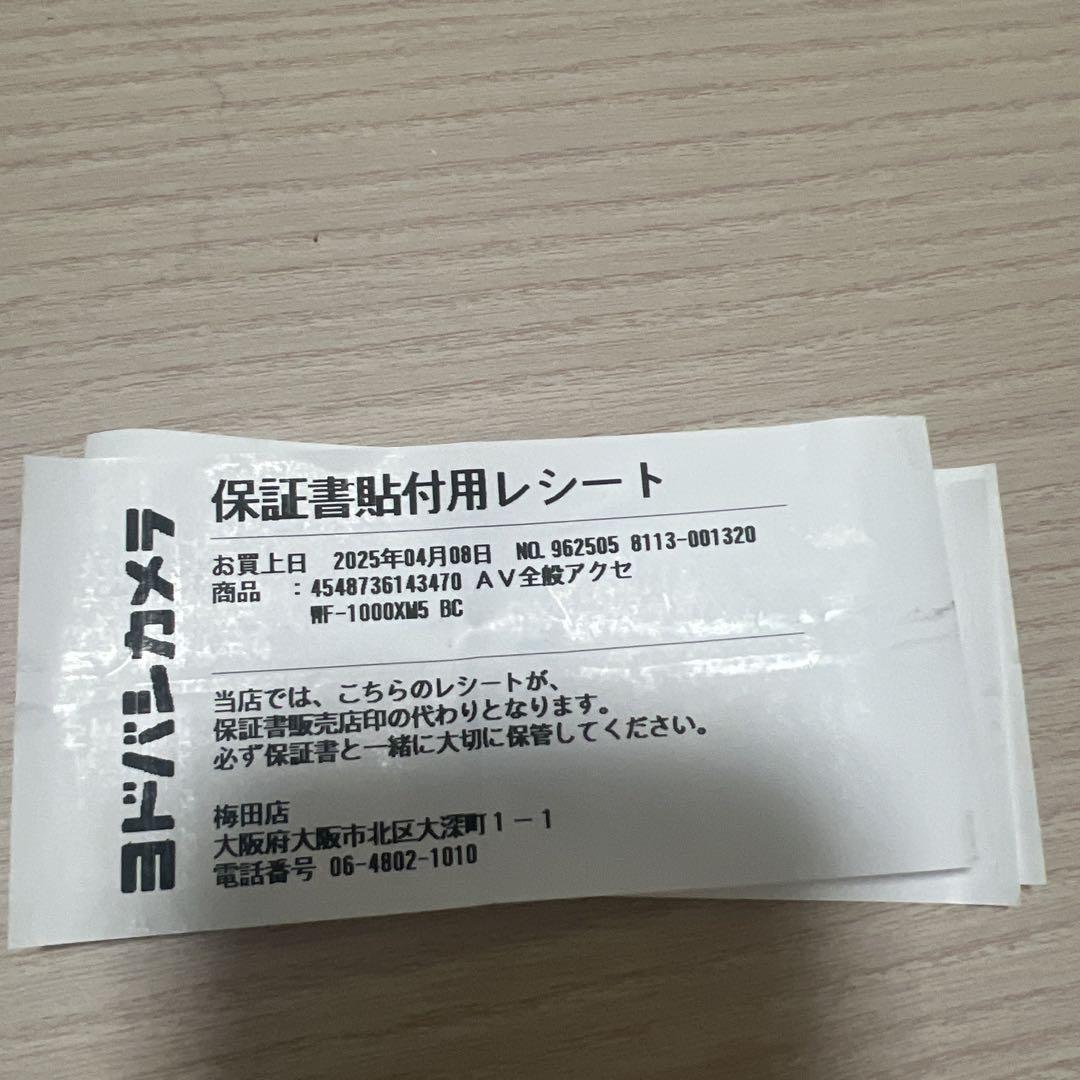 ヨドバシカメラ
保証書貼付用レシート
お買上日 2025年04月08日 NO. 962505 8113-001320
商品 : 4548736143470 AV全般アクセ
WF-1000XM5 BC
当店では、こちらのレシートが、
保証書販売店印の代わりとなります。
必ず保証書と一緒に大切に保管してください。
梅田店
大阪府大阪市北区大深町1-1
電話番号 06-4802-1010